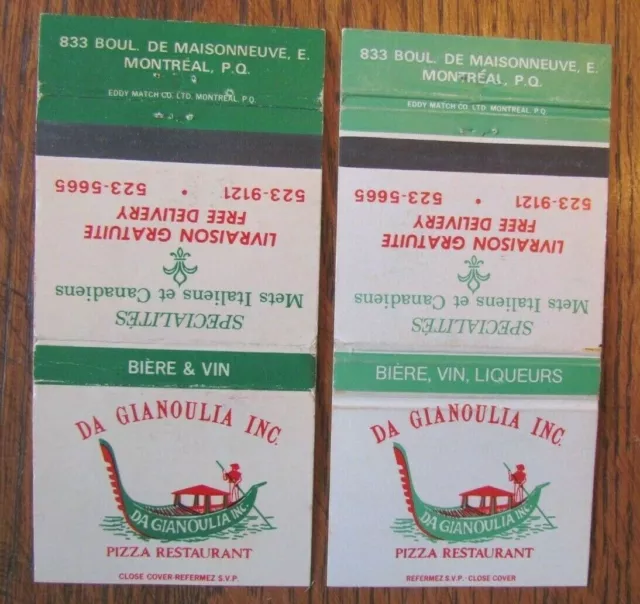 833 BOUL. DE MAISONNEUVE, E.
MONTRÉAL, P.Q.
EDDY MATCH CO. LTD. MONTREAL, P.Q.
523-9121 • 523-5665
LIVRAISON GRATUITE
FREE DELIVERY
SPECIALITÉS
Mets Italiens et Canadiens
BIÈRE & VIN
DA GIANOULIA INC.
DA GIANOULIA INC.
PIZZA RESTAURANT
CLOSE COVER-REFERMEZ S.V.P.
833 BOUL. DE MAISONNEUVE, E.
MONTRÉAL, P.Q.
EDDY MATCH CO. LTD. MONTREAL, P.Q.
SPECIALITÉS
Mets Italiens et Canadiens
LIVRAISON GRATUITE
FREE DELIVERY
523-9121 • 523-5665
BIÈRE, VIN, LIQUEURS
DA GIANOULIA INC.
DA GIANOULIA INC.
PIZZA RESTAURANT
REFERMEZ S.V.P. - CLOSE COVER